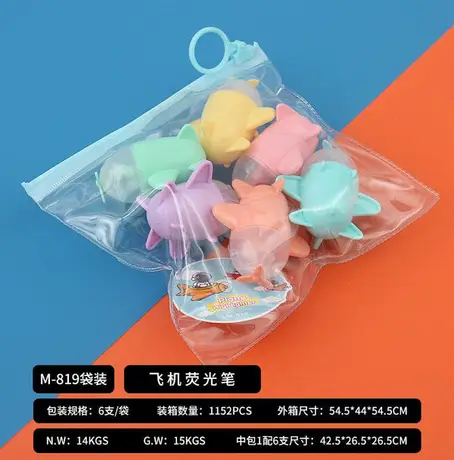 M-819袋装
飞机荧光笔
包装规格：6支/袋 装箱数量：1152PCS 外箱尺寸：54.5*44*54.5CM
N.W：14KGS G.W：15KGS 中包1配6支尺寸：42.5*26.5*26.5CM